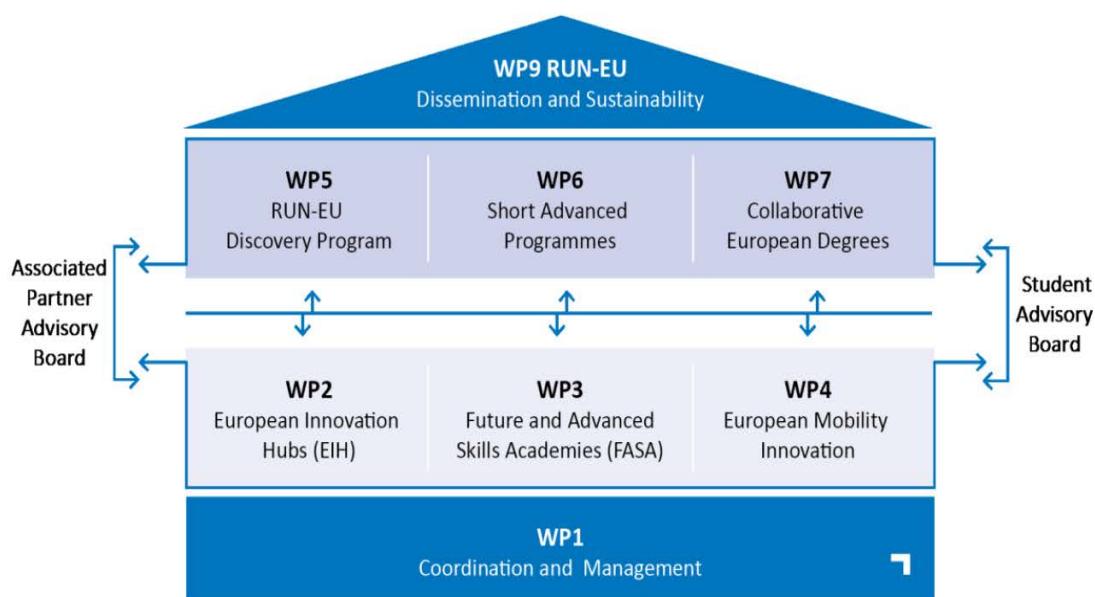 WP9 RUN-EU
Dissemination and Sustainability
WP5
RUN-EU
Discovery Program
WP6
Short Advanced
Programmes
WP7
Collaborative
European Degrees
Associated
Partner
Advisory
Board
Student
Advisory
Board
WP2
European Innovation
Hubs (EIH)
WP3
Future and Advanced
Skills Academies (FASA)
WP4
European Mobility
Innovation
WP1
Coordination and Management